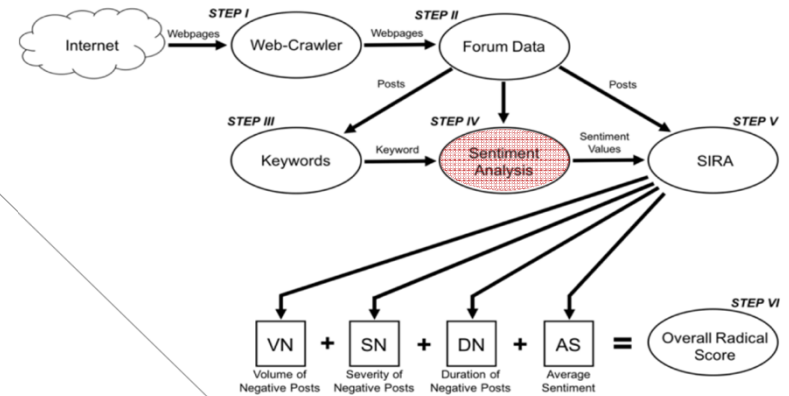 STEP I
STEP II
Internet
Webpages
Web-Crawler
Webpages
Forum Data
Posts
Posts
STEP III
STEP IV
STEP V
Keywords
Keyword
Sentiment
Analysis
Sentiment
Values
SIRA
STEP VI
VN
+
SN
+
DN
+
AS
=
Overall Radical
Score
Volume of
Negative Posts
Severity of
Negative Posts
Duration of
Negative Posts
Average
Sentiment